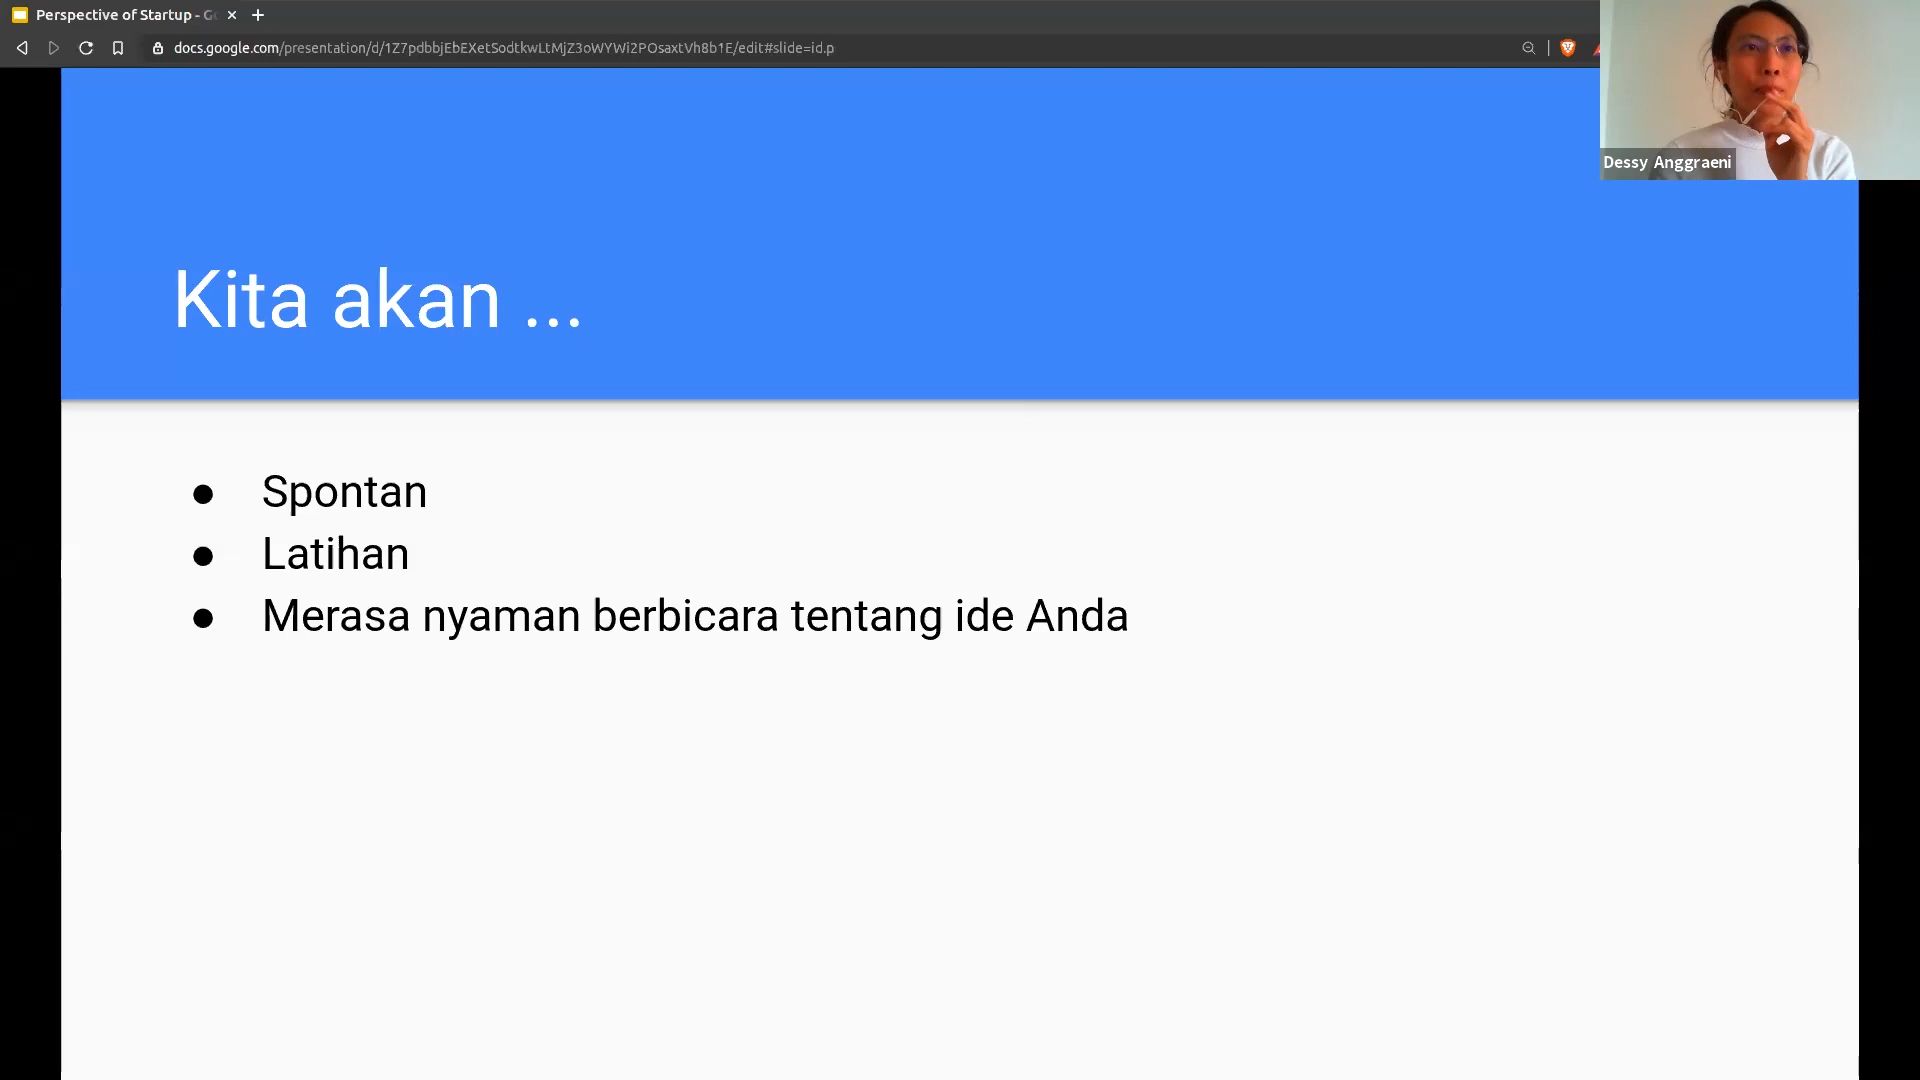 Perspective of Startup - G
docs.google.com/presentation/d/1Z7pdbbjEbEXetSodtkwLtMjZ3oWYWi2POsaxtVh8b1E/edit#slide=id.p
Dessy Anggraeni
Kita akan ...
● Spontan
● Latihan
● Merasa nyaman berbicara tentang ide Anda